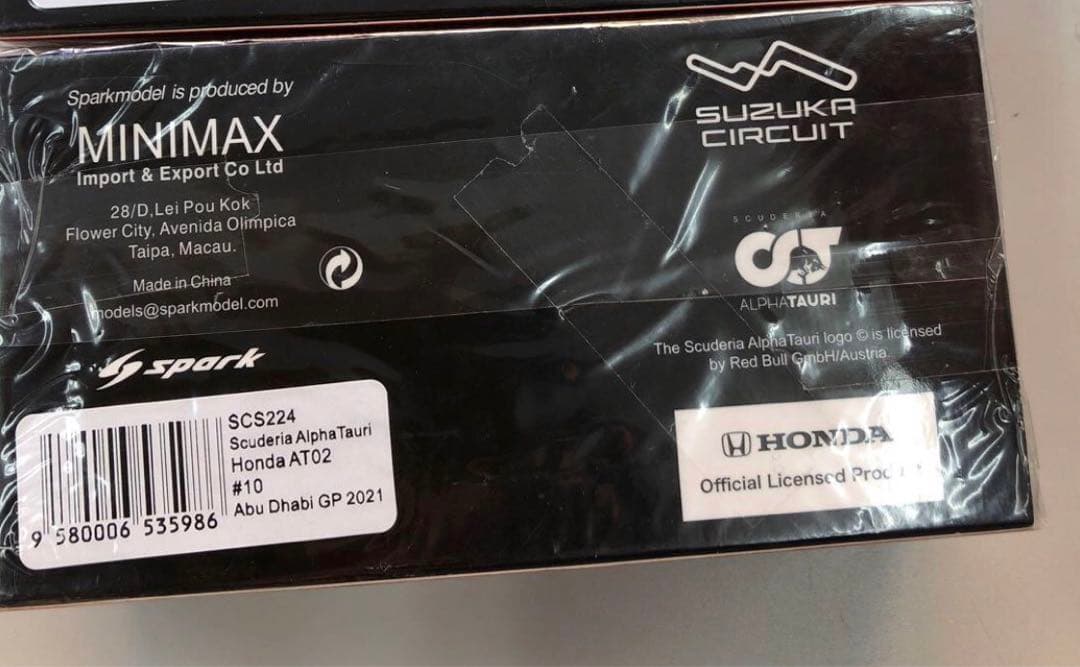 Sparkmodel is produced by
MINIMAX
Import & Export Co Ltd
28/D,Lei Pou Kok
Flower City, Avenida Olimpica
Taipa, Macau.
Made in China
models@sparkmodel.com
spark
SCS224
Scuderia AlphaTauri
Honda AT02
#10
Abu Dhabi GP 2021
9 580006 535986
SUZUKA
CIRCUIT
SCUDERIA
ALPHATAURI
The Scuderia AlphaTauri logo © is licensed
by Red Bull GmbH/Austria
HONDA
Official Licensed